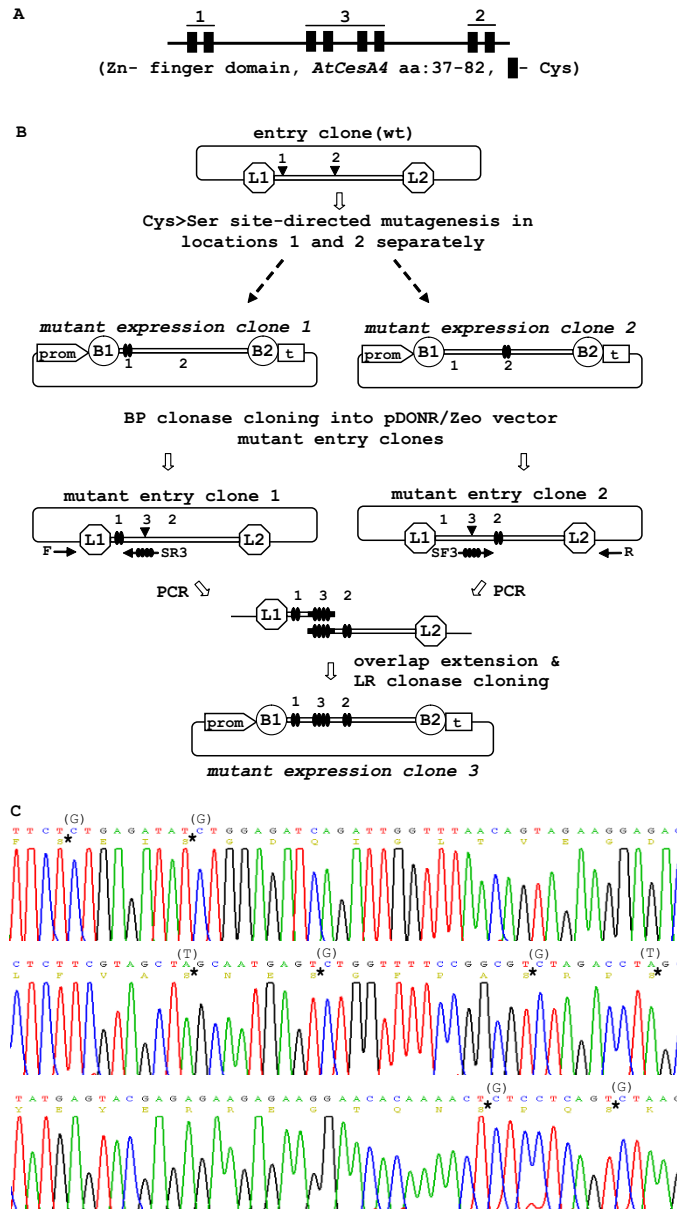 A
1 3 2
(Zn- finger domain, AtCesA4 aa:37-82, - Cys)
B
entry clone(wt)
1 2
L1 L2
Cys>Ser site-directed mutagenesis in
locations 1 and 2 separately
mutant expression clone 1
prom B1 B2 t
1 2
mutant expression clone 2
prom B1 B2 t
1 2
BP clonase cloning into pDONR/Zeo vector
mutant entry clones
mutant entry clone 1
1 3 2
L1 L2
F SR3
mutant entry clone 2
1 3 2
L1 L2
SF3 R
PCR PCR
1 3 2
L1
L2
overlap extension &
LR clonase cloning
1 3 2
prom B1 B2 t
mutant expression clone 3
C
(G) (G)
T T C T C T G A G A T A T C T G G A G A T C A G A T T G G T T T A A C A G T A G A A G G A G A G
F S* E I S* G D Q I G L T V E G D
(T) (G) (G) (T)
C T C T T C G T A G C T A G C A A T G A G T C T G G T T T T C C G G C G T C T A G A C C T A G
L F V A S* N E S* G F P A S* R P S*
(G) (G)
T A T G A G T A C G A G A G A A G A G A A G G A A C A C A A A A C T C T C C T C A G T C T A A G
Y E Y E R R E G T Q N S* P Q S* K